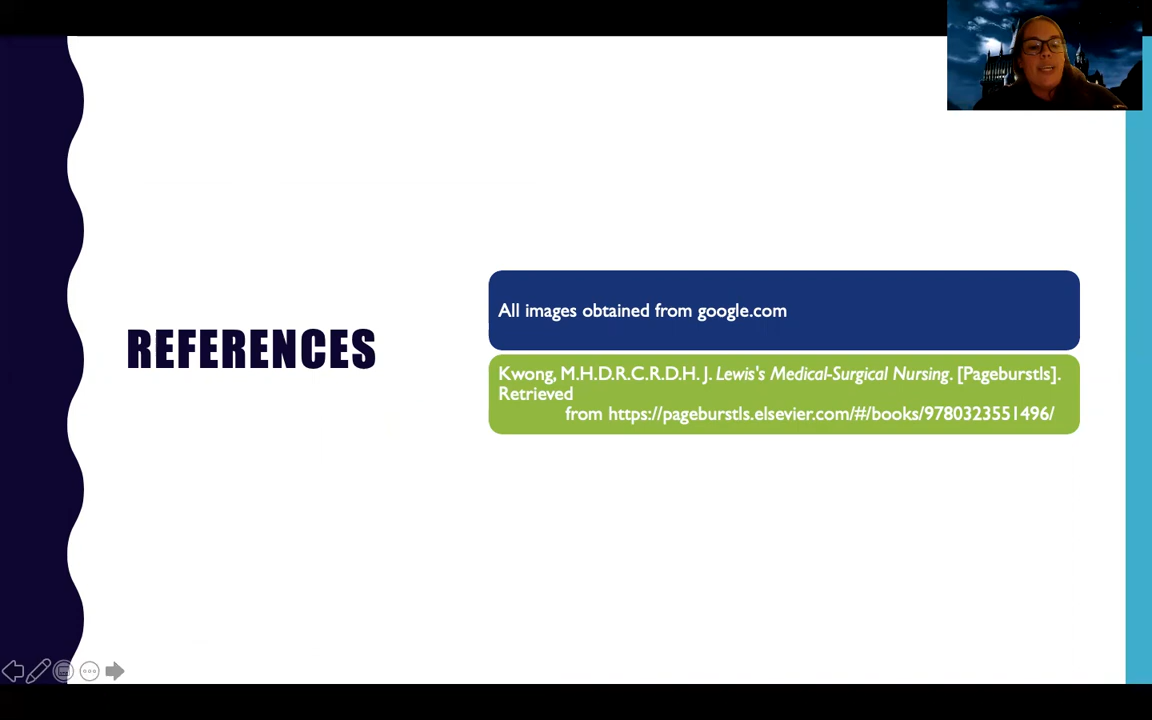 REFERENCES
All images obtained from google.com
Kwong, M.H.D.R.C.R.D.H. J. Lewis's Medical-Surgical Nursing. [Pageburstls].
Retrieved
from https://pageburstls.elsevier.com/#/books/9780323551496/